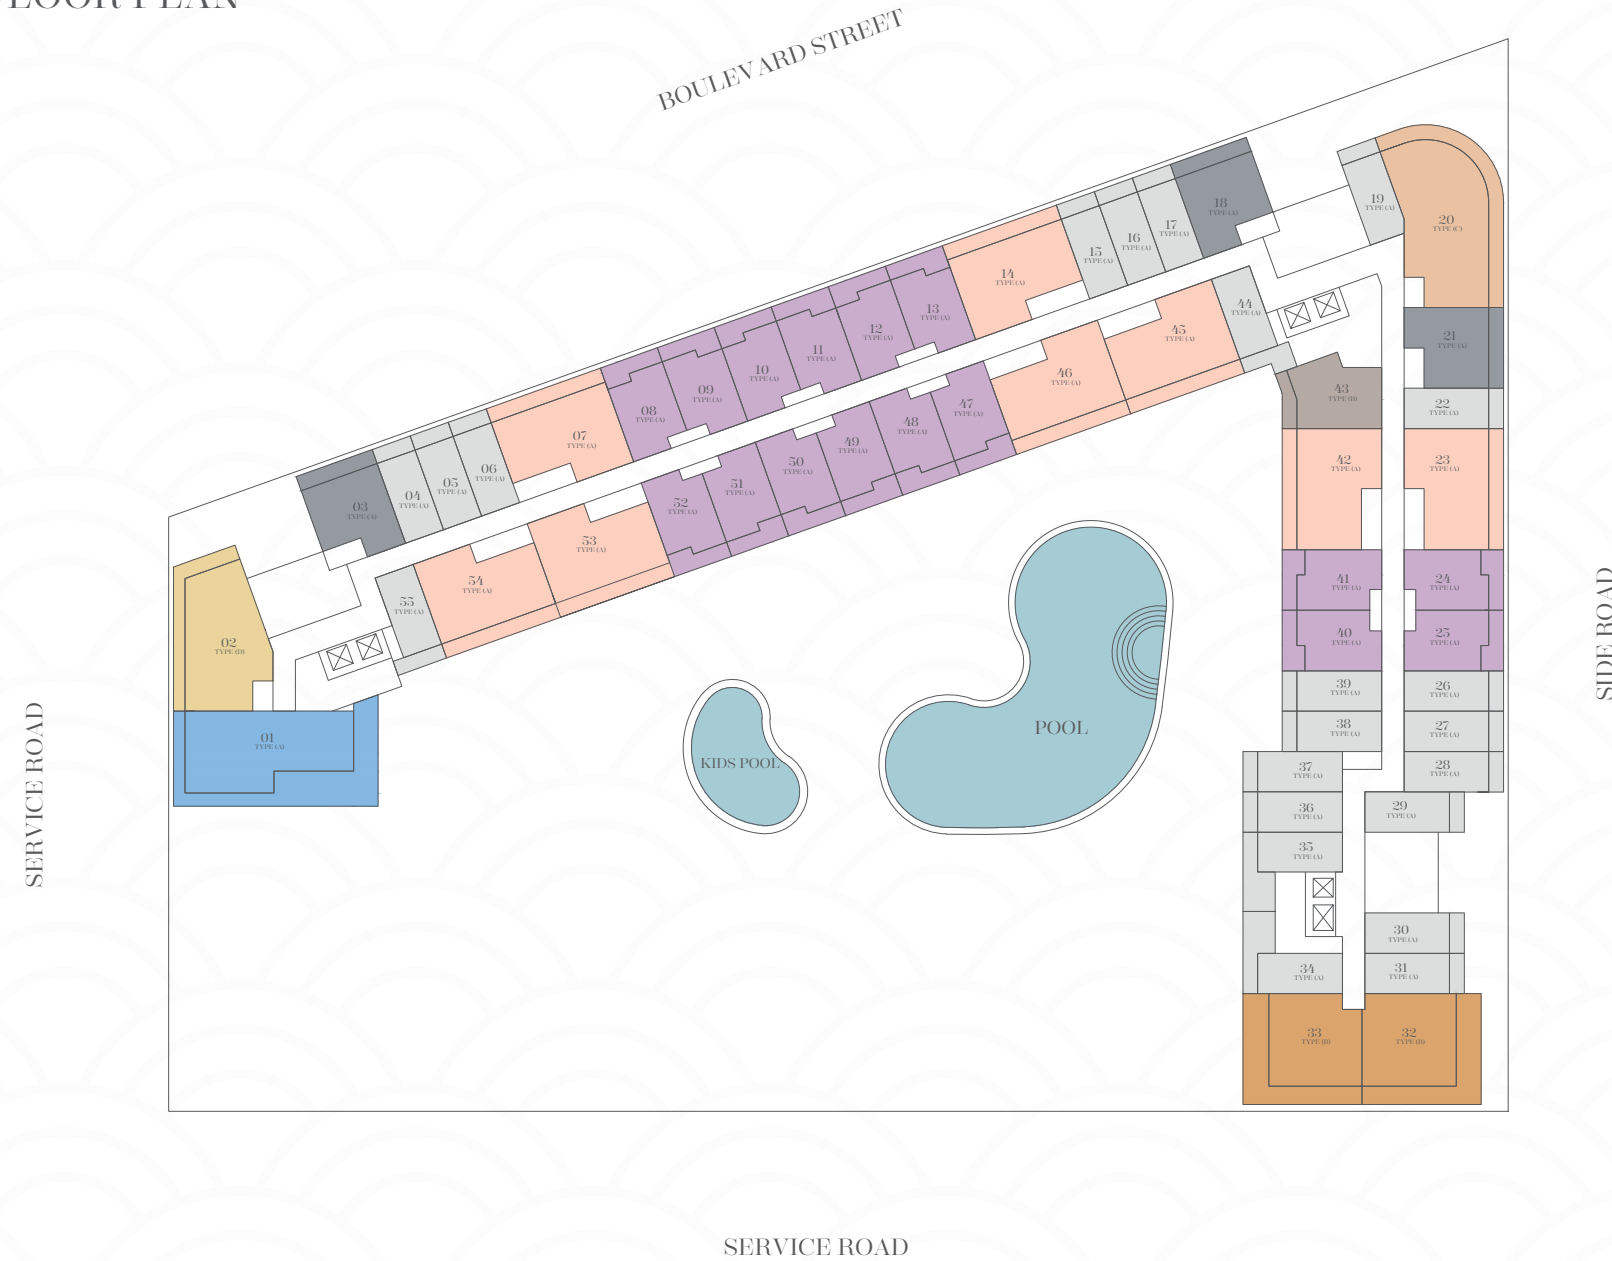 FLOOR PLAN
BOULEVARD STREET
18
TYPE (A)
19
TYPE (A)
20
TYPE (C)
17
TYPE (A)
16
TYPE (A)
15
TYPE (A)
14
TYPE (A)
13
TYPE (A)
12
TYPE (A)
11
TYPE (A)
10
TYPE (A)
09
TYPE (A)
08
TYPE (A)
07
TYPE (A)
06
TYPE (A)
05
TYPE (A)
04
TYPE (A)
03
TYPE (A)
02
TYPE (D)
01
TYPE (A)
44
TYPE (A)
45
TYPE (A)
46
TYPE (A)
47
TYPE (A)
48
TYPE (A)
49
TYPE (A)
50
TYPE (A)
51
TYPE (A)
52
TYPE (A)
53
TYPE (A)
54
TYPE (A)
55
TYPE (A)
21
TYPE (A)
22
TYPE (A)
23
TYPE (A)
24
TYPE (A)
25
TYPE (A)
26
TYPE (A)
27
TYPE (A)
28
TYPE (A)
29
TYPE (A)
30
TYPE (A)
31
TYPE (A)
32
TYPE (B)
33
TYPE (B)
34
TYPE (A)
35
TYPE (A)
36
TYPE (A)
37
TYPE (A)
38
TYPE (A)
39
TYPE (A)
40
TYPE (A)
41
TYPE (A)
42
TYPE (A)
43
TYPE (B)
POOL
KIDS POOL
SERVICE ROAD
SIDE ROAD
SERVICE ROAD